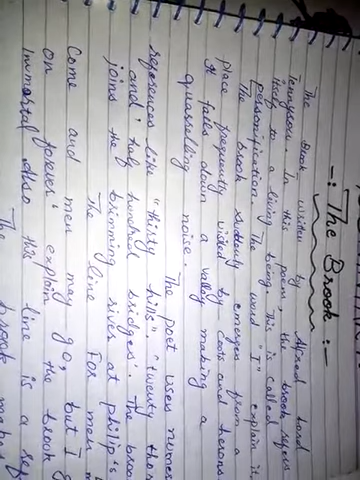 -: The Brook :-
The Brook written by Alfred Lord
Tennyson. In this poem, the brook refers
itself to a living being. This is called
personification. The word "I" explain it.
The brook suddenly emerges from a
place frequently visited by Coots and herons.
It falls down a valley making a
quarrelling noise.
The poet uses
references like "thirty hills". "twenty
and 'half hundred bridges'. The
joins the brimming river at philip's
The line For men
Come and men may go, but I
on forever' explain the brook
Immortal. Also this line is a
The brook makes